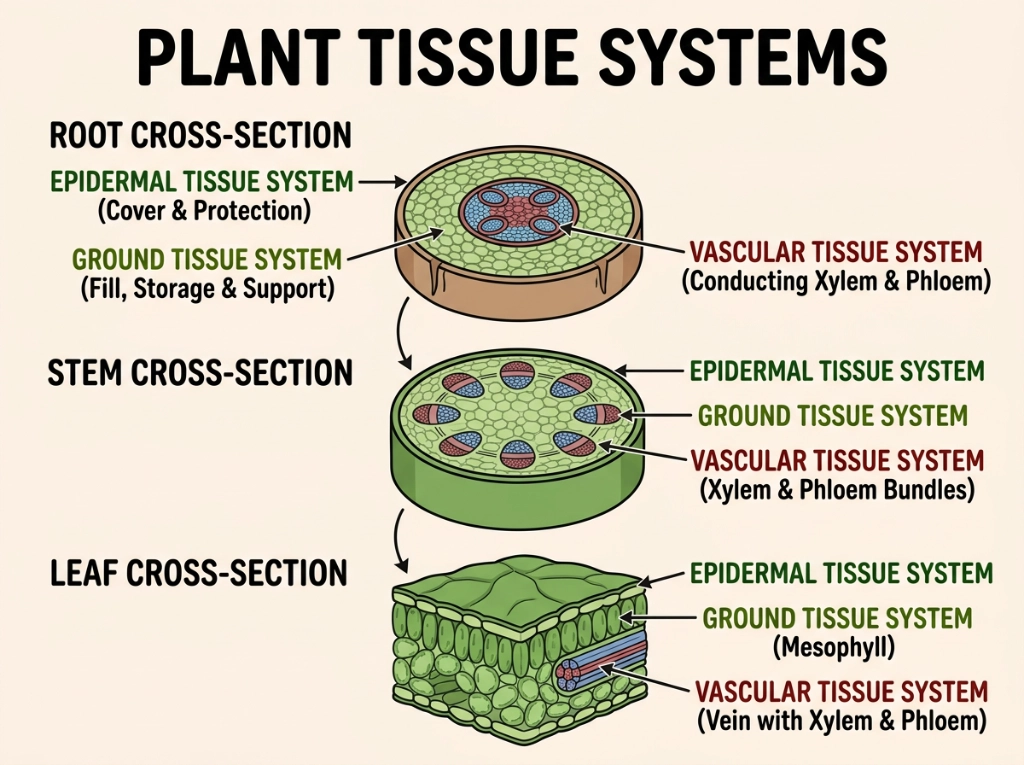 PLANT TISSUE SYSTEMS
ROOT CROSS-SECTION
EPIDERMAL TISSUE SYSTEM
(Cover & Protection)
GROUND TISSUE SYSTEM
(Fill, Storage & Support)
VASCULAR TISSUE SYSTEM
(Conducting Xylem & Phloem)
STEM CROSS-SECTION
EPIDERMAL TISSUE SYSTEM
GROUND TISSUE SYSTEM
VASCULAR TISSUE SYSTEM
(Xylem & Phloem Bundles)
LEAF CROSS-SECTION
EPIDERMAL TISSUE SYSTEM
GROUND TISSUE SYSTEM
(Mesophyll)
VASCULAR TISSUE SYSTEM
(Vein with Xylem & Phloem)